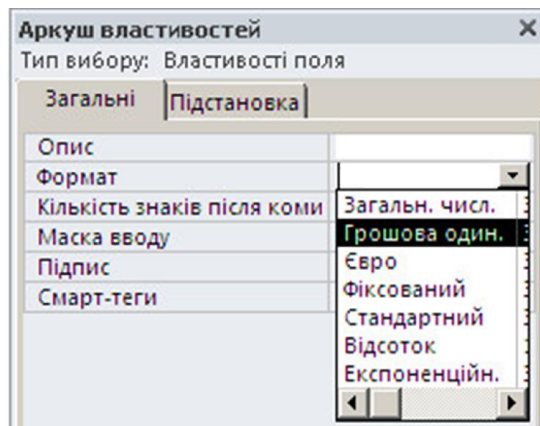 Аркуш властивостей
Тип вибору: Властивості поля
Загальні Підстановка
Опис
Формат
Кількість знаків після коми Загальн. числ.
Маска вводу Грошова один.
Підпис Євро
Смарт-теги Фіксований
Стандартний
Відсоток
Експоненційн.